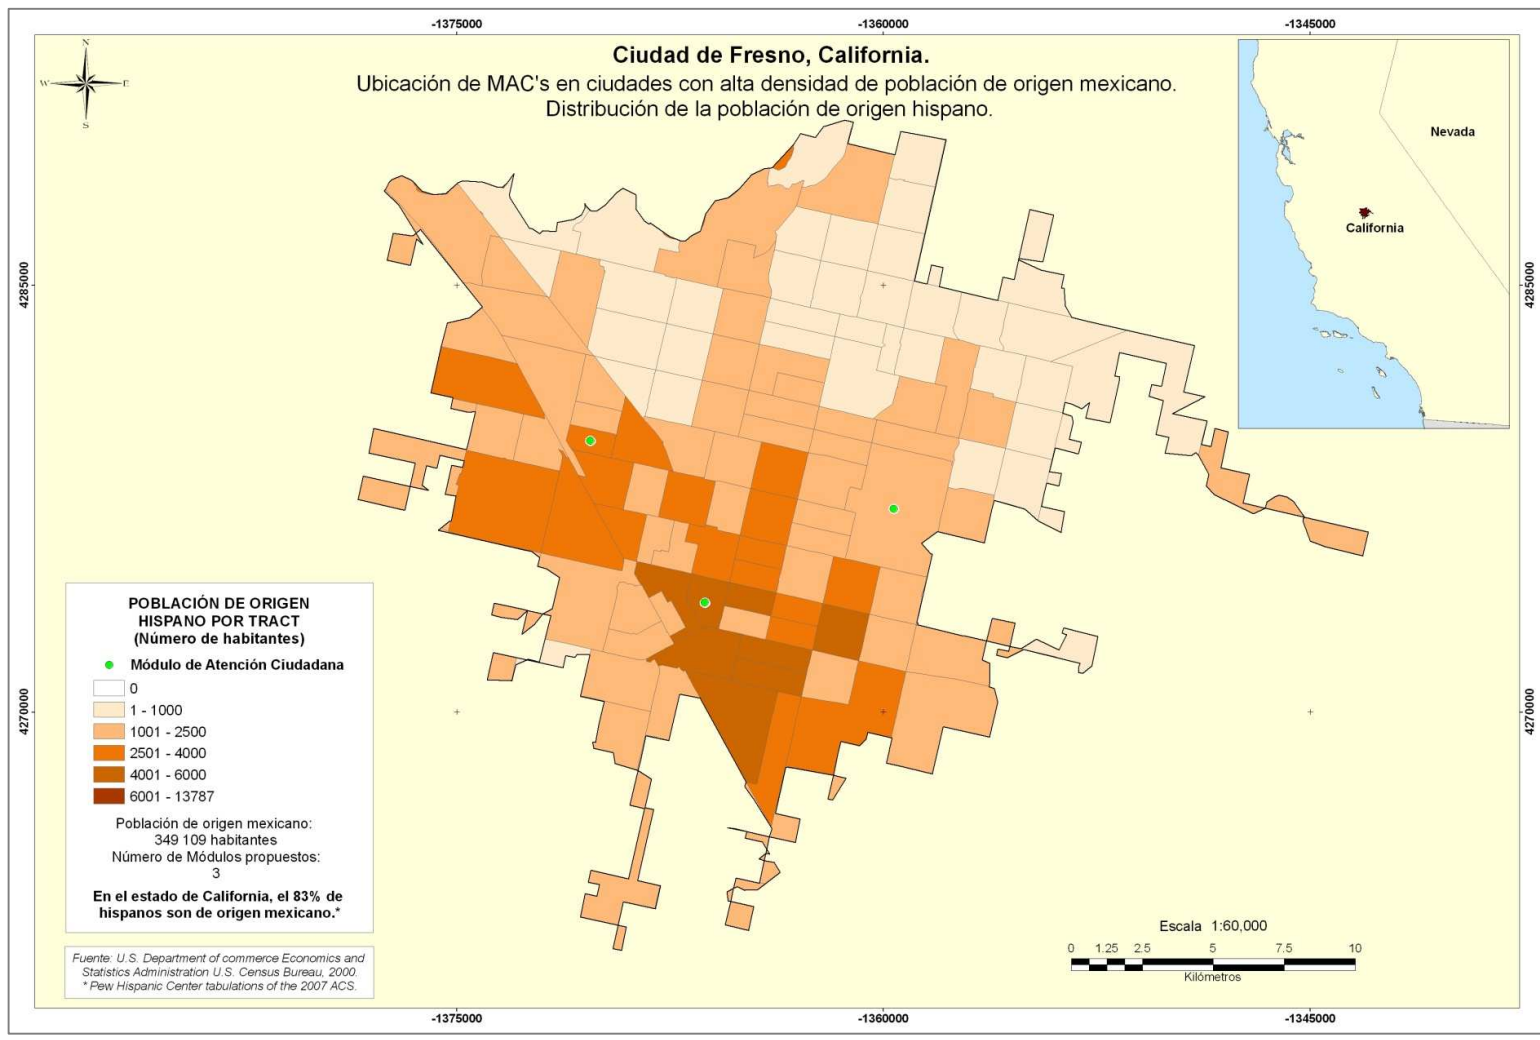 -1375000
-1360000
-1345000
Ciudad de Fresno, California.
Ubicación de MAC's en ciudades con alta densidad de población de origen mexicano.
Distribución de la población de origen hispano.
N
W
E
S
Nevada
California
4285000
4285000
4270000
4270000
POBLACIÓN DE ORIGEN
HISPANO POR TRACT
(Número de habitantes)
Módulo de Atención Ciudadana
0
1 - 1000
1001 - 2500
2501 - 4000
4001 - 6000
6001 - 13787
Población de origen mexicano:
349 109 habitantes
Número de Módulos propuestos:
3
En el estado de California, el 83% de
hispanos son de origen mexicano.*
Fuente: U.S. Department of commerce Economics and
Statistics Administration U.S. Census Bureau, 2000.
* Pew Hispanic Center tabulations of the 2007 ACS.
Escala 1:60,000
0 1.25 2.5 5 7.5 10
Kilómetros
-1375000
-1360000
-1345000